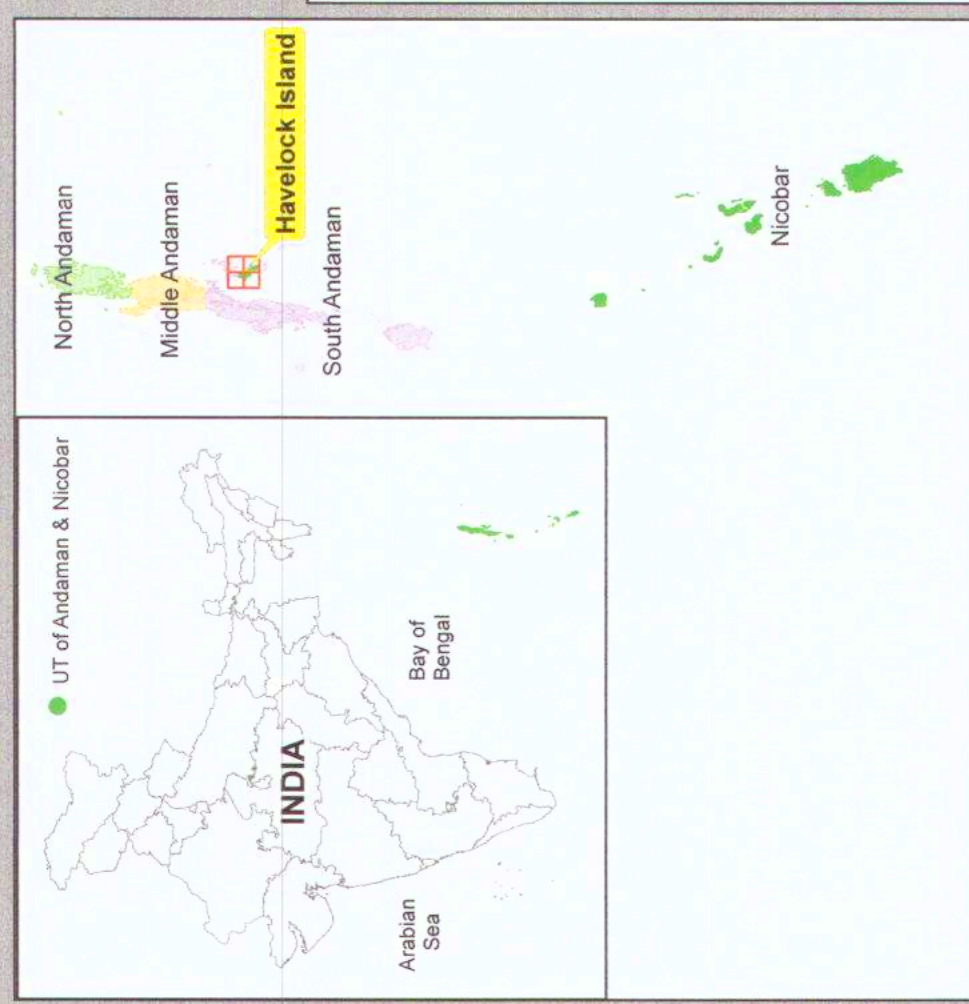 UT of Andaman & Nicobar
INDIA
Arabian
Sea
Bay of
Bengal
North Andaman
Middle Andaman
Havelock Island
South Andaman
Nicobar